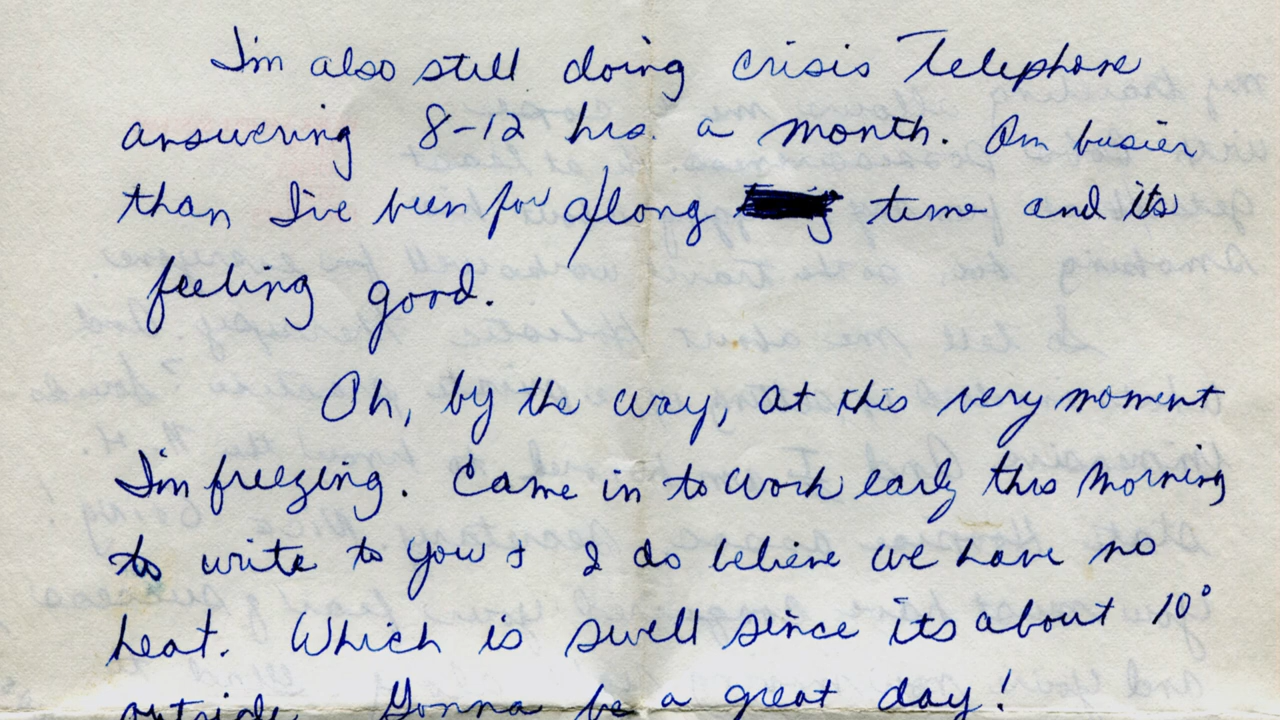 I'm also still doing crisis Telephone
answering 8-12 hrs. a month. Am busier
than I've been for a/long time and its
feeling good.
Oh, by the way, at this very moment
I'm freezing. Came in to work early this morning
to write to you & I do believe we have no
heat. Which is swell since its about 10°
outside. Gonna be a great day!